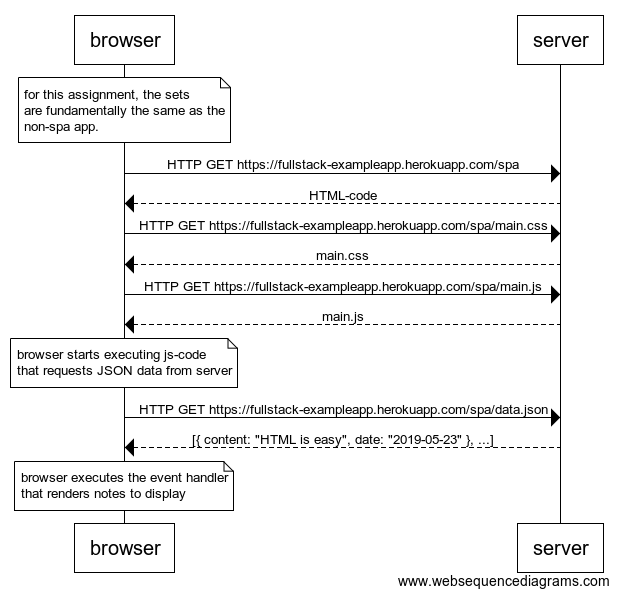 browser
server
for this assignment, the sets
are fundamentally the same as the
non-spa app.
HTTP GET https://fullstack-exampleapp.herokuapp.com/spa
HTML-code
HTTP GET https://fullstack-exampleapp.herokuapp.com/spa/main.css
main.css
HTTP GET https://fullstack-exampleapp.herokuapp.com/spa/main.js
main.js
browser starts executing js-code
that requests JSON data from server
HTTP GET https://fullstack-exampleapp.herokuapp.com/spa/data.json
[{ content: "HTML is easy", date: "2019-05-23" }, ...]
browser executes the event handler
that renders notes to display
browser
server
www.websequencediagrams.com